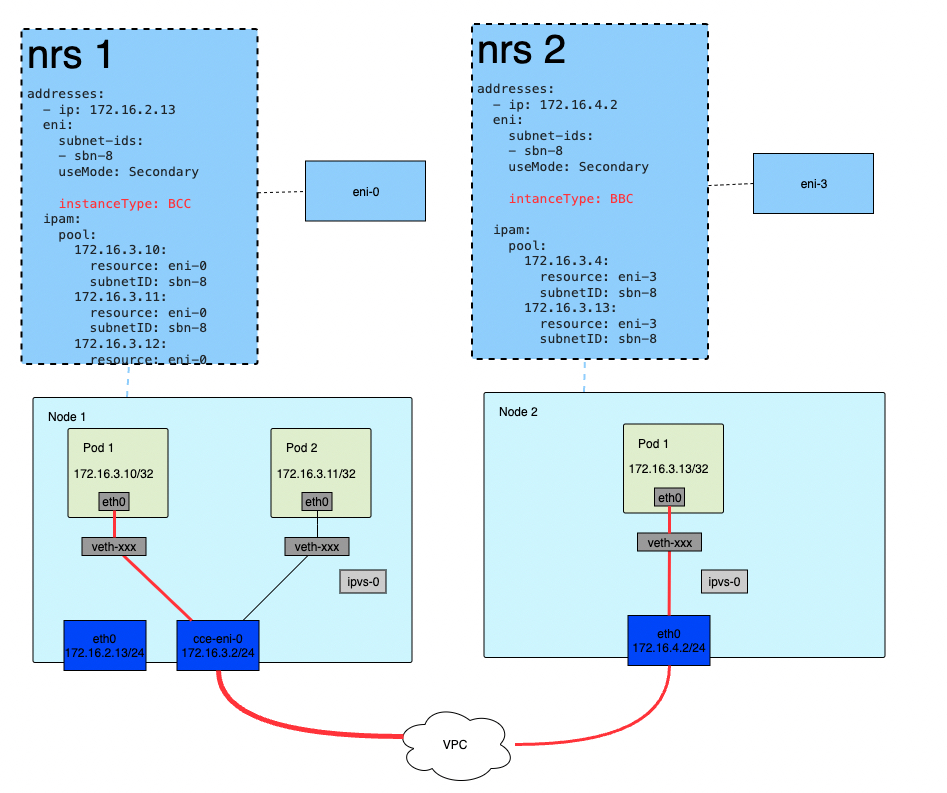 nrs 1
addresses:
- ip: 172.16.2.13
eni:
subnet-ids:
- sbn-8
useMode: Secondary
instanceType: BCC
ipam:
pool:
172.16.3.10:
resource: eni-0
subnetID: sbn-8
172.16.3.11:
resource: eni-0
subnetID: sbn-8
172.16.3.12:
resource: eni-0
eni-0
nrs 2
addresses:
- ip: 172.16.4.2
eni:
subnet-ids:
- sbn-8
useMode: Secondary
intanceType: BBC
ipam:
pool:
172.16.3.4:
resource: eni-3
subnetID: sbn-8
172.16.3.13:
resource: eni-3
subnetID: sbn-8
eni-3
Node 1
Pod 1
172.16.3.10/32
eth0
veth-xxx
Pod 2
172.16.3.11/32
eth0
veth-xxx
ipvs-0
eth0
172.16.2.13/24
cce-eni-0
172.16.3.2/24
Node 2
Pod 1
172.16.3.13/32
eth0
veth-xxx
ipvs-0
eth0
172.16.4.2/24
VPC